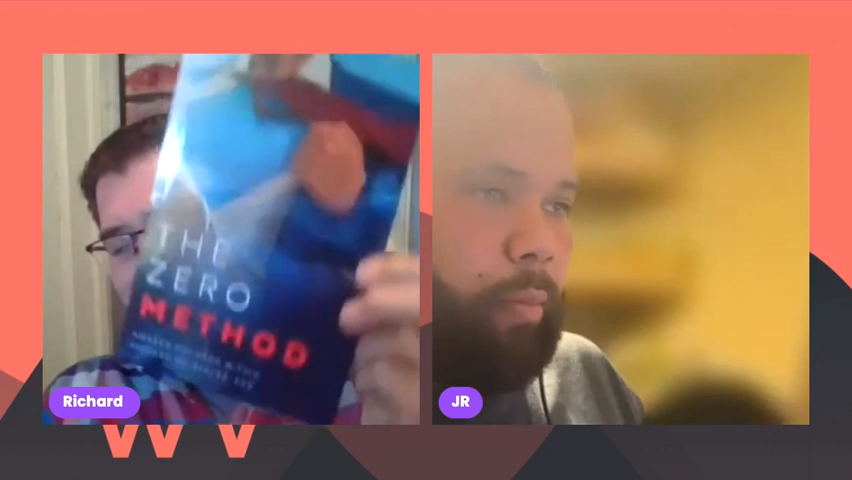 THE
ZERO
METHOD
Richard
JR
W V